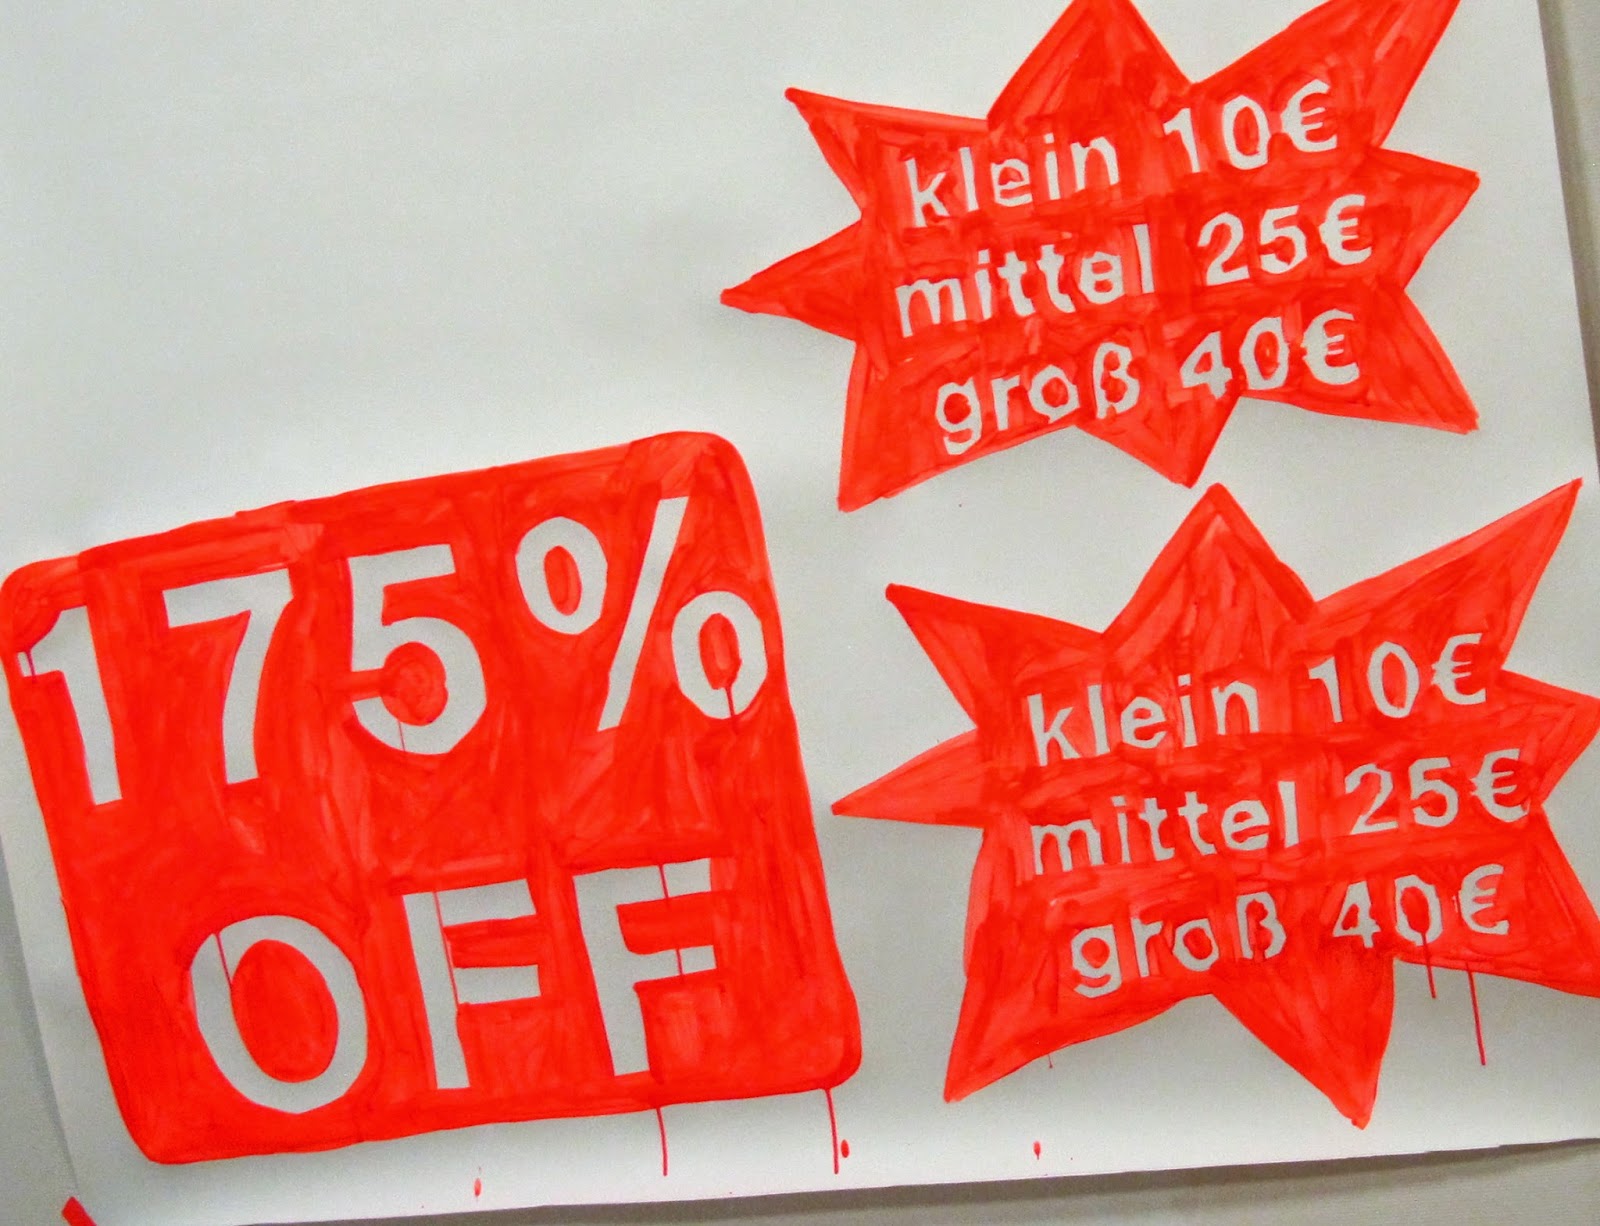 klein 10€
mittel 25€
groß 40€
175%
OFF
klein 10€
mittel 25€
groß 40€